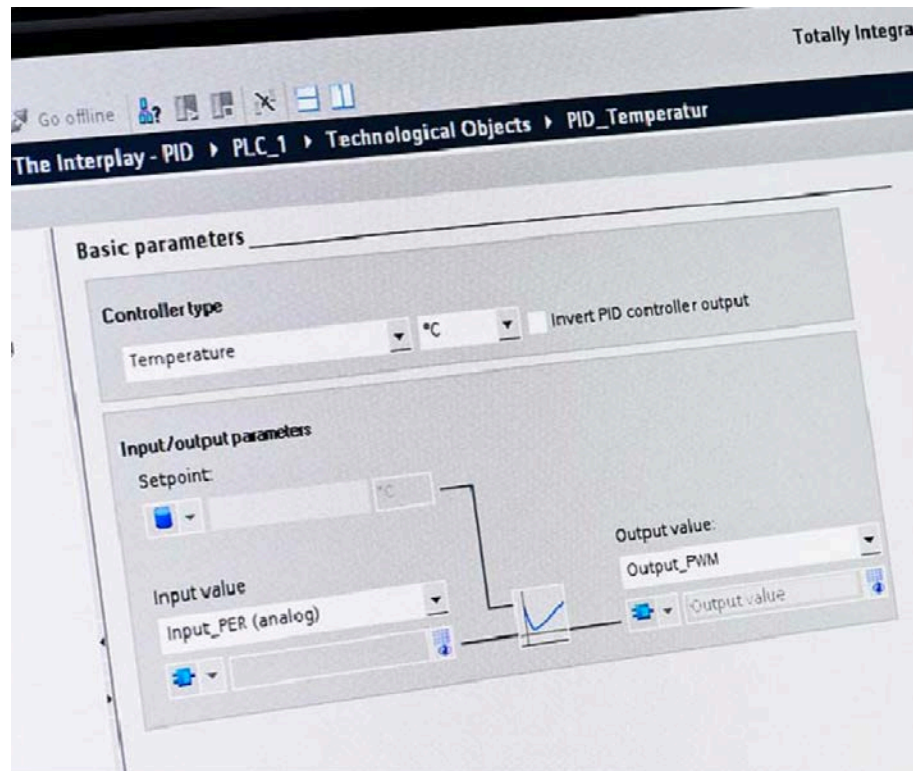 Totally Integra
Go offline
The Interplay - PID PLC_1 Technological Objects PID_Temperatur
Basic parameters
Controller type
Temperature °C Invert PID controller output
Input/output parameters
Setpoint:
°C
Output value:
Output_PWM
Output value
Input value
Input_PER (analog)